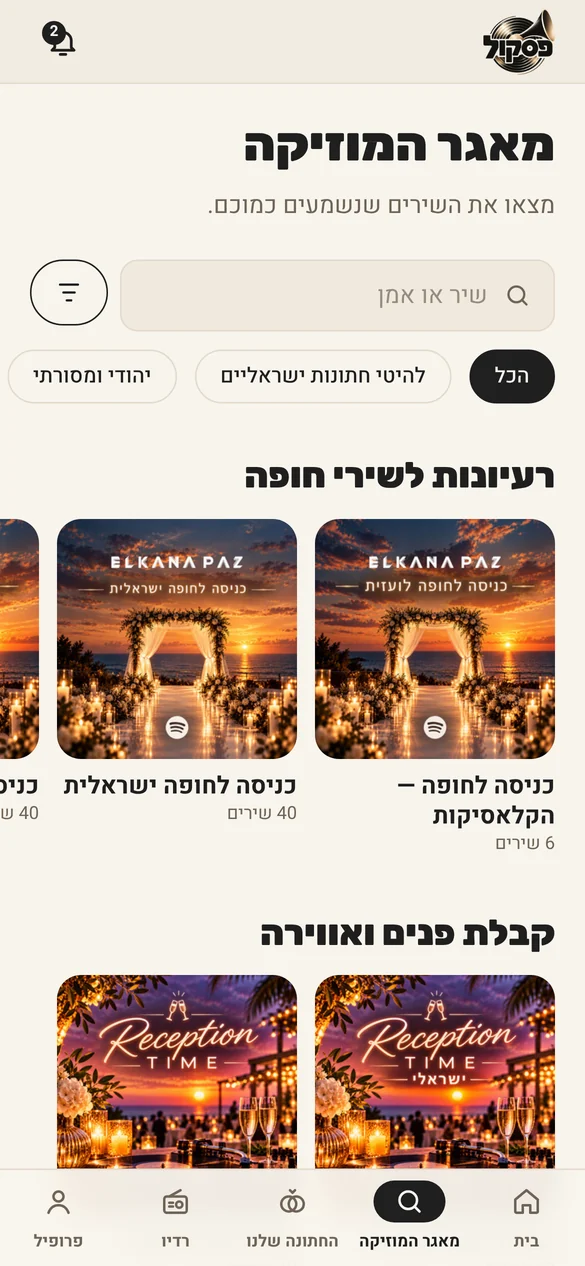 2
פסקול
מאגר המוזיקה
מצאו את השירים שנשמעים כמוכם.
שיר או אמן
הכל
להיטי חתונות ישראליים
יהודי ומסורתי
רעיונות לשירי חופה
ELKANA PAZ
כניסה לחופה לועזית
ELKANA PAZ
כניסה לחופה ישראלית
כניסה לחופה –
הקלאסיקות
6 שירים
כניסה לחופה ישראלית
40 שירים
כניס
40 ש
קבלת פנים ואווירה
Reception
TIME
ישראלי
Reception
TIME
בית
מאגר המוזיקה
החתונה שלנו
רדיו
פרופיל